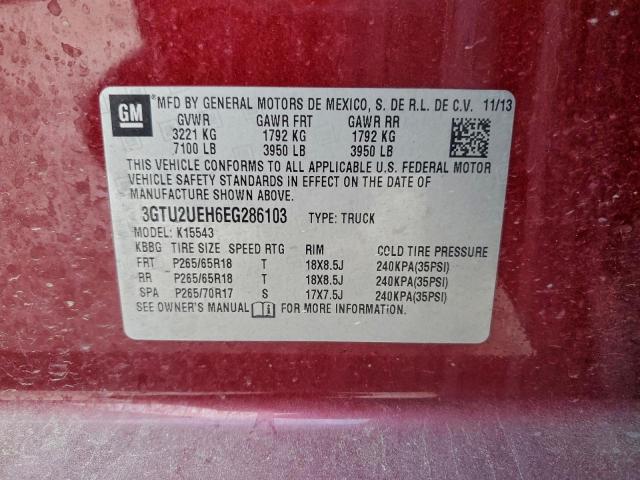 GM ®MFD BY GENERAL MOTORS DE MEXICO, S. DE R.L. DE C.V. 11/13
GVWR GAWR FRT GAWR RR
3221 KG 1792 KG 1792 KG
7100 LB 3950 LB 3950 LB
THIS VEHICLE CONFORMS TO ALL APPLICABLE U.S. FEDERAL MOTOR
VEHICLE SAFETY STANDARDS IN EFFECT ON THE DATE OF
MANUFACTURE SHOWN ABOVE.
3GTU2UEH6EG286103 TYPE: TRUCK
MODEL: K15543
KBBG TIRE SIZE SPEED RTG RIM COLD TIRE PRESSURE
FRT P265/65R18 T 18X8.5J 240KPA(35PSI)
RR P265/65R18 T 18X8.5J 240KPA(35PSI)
SPA P265/70R17 S 17X7.5J 240KPA(35PSI)
SEE OWNER'S MANUAL i FOR MORE INFORMATION.